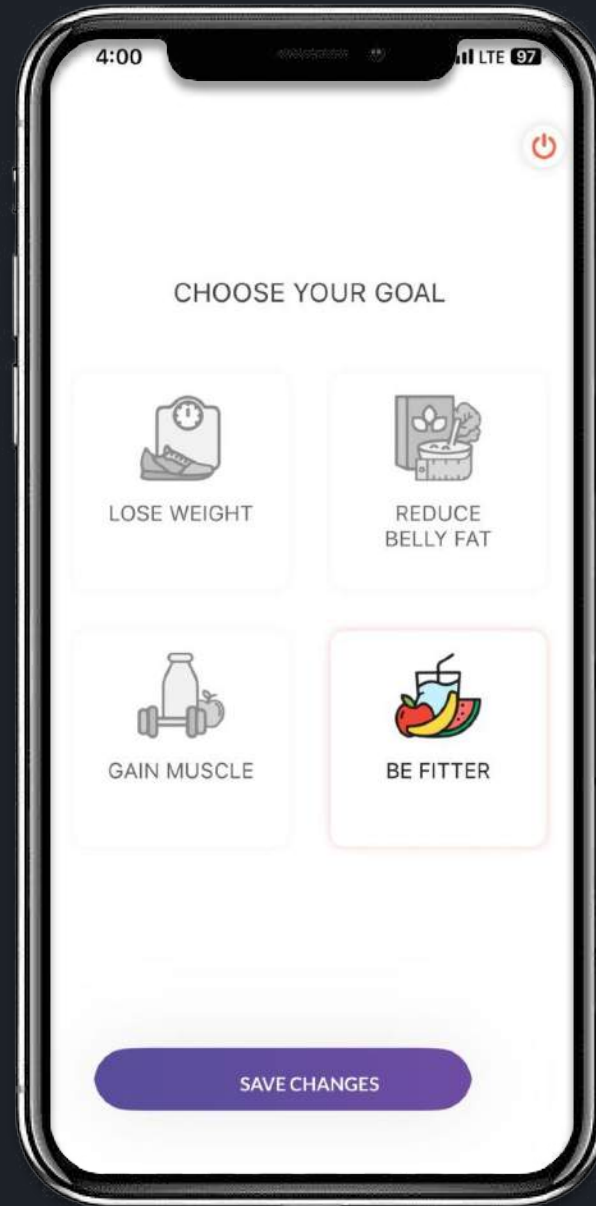 4:00
LTE 97
CHOOSE YOUR GOAL
LOSE WEIGHT
REDUCE
BELLY FAT
GAIN MUSCLE
BE FITTER
SAVE CHANGES